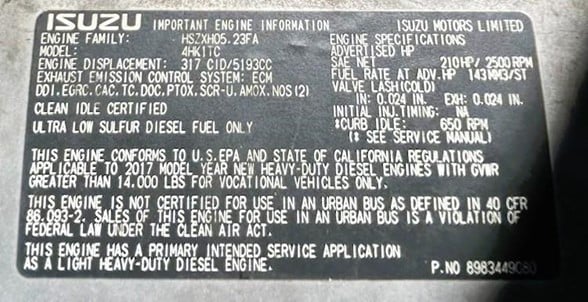 ISUZU IMPORTANT ENGINE INFORMATION ISUZU MOTORS LIMITED
ENGINE FAMILY: HSZXH05.23FA ENGINE SPECIFICATIONS
MODEL: 4HK1TC ADVERTISED HP
ENGINE DISPLACEMENT: 317 CID/5193CC SAE NET 210HP/2500RPM
EXHAUST EMISSION CONTROL SYSTEM: ECM FUEL RATE AT ADV.HP 143MM3/ST
DDI.EGRC.CAC.TC.DOC.PTOX.SCR-U.AMOX.NOS(2) VALVE LASH(COLD)
IN: 0.024 IN. EXH: 0.024 IN.
CLEAN IDLE CERTIFIED INITIAL INJ.TIMING: NA
ULTRA LOW SULFUR DIESEL FUEL ONLY *CURB IDLE: 650 RPM
(* SEE SERVICE MANUAL)
THIS ENGINE CONFORMS TO U.S.EPA AND STATE OF CALIFORNIA REGULATIONS
APPLICABLE TO 2017 MODEL YEAR NEW HEAVY-DUTY DIESEL ENGINES WITH GVWR
GREATER THAN 14.000 LBS FOR VOCATIONAL VEHICLES ONLY.
THIS ENGINE IS NOT CERTIFIED FOR USE IN AN URBAN BUS AS DEFINED IN 40 CFR
86.093-2. SALES OF THIS ENGINE FOR USE IN AN URBAN BUS IS A VIOLATION OF
FEDERAL LAW UNDER THE CLEAN AIR ACT.
THIS ENGINE HAS A PRIMARY INTENDED SERVICE APPLICATION
AS A LIGHT HEAVY-DUTY DIESEL ENGINE. P.NO 8983449080